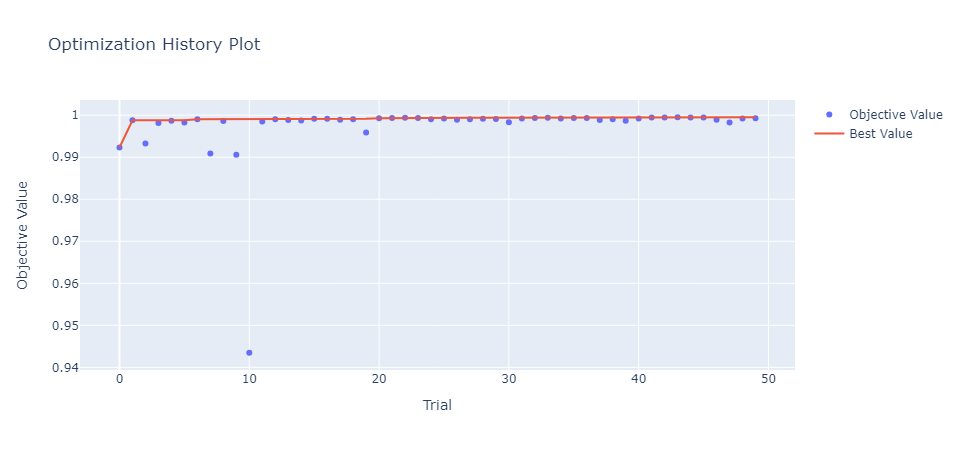 Optimization History Plot
Objective Value
Best Value
1
0.99
0.98
0.97
0.96
0.95
0.94
Objective Value
0
10
20
30
40
50
Trial